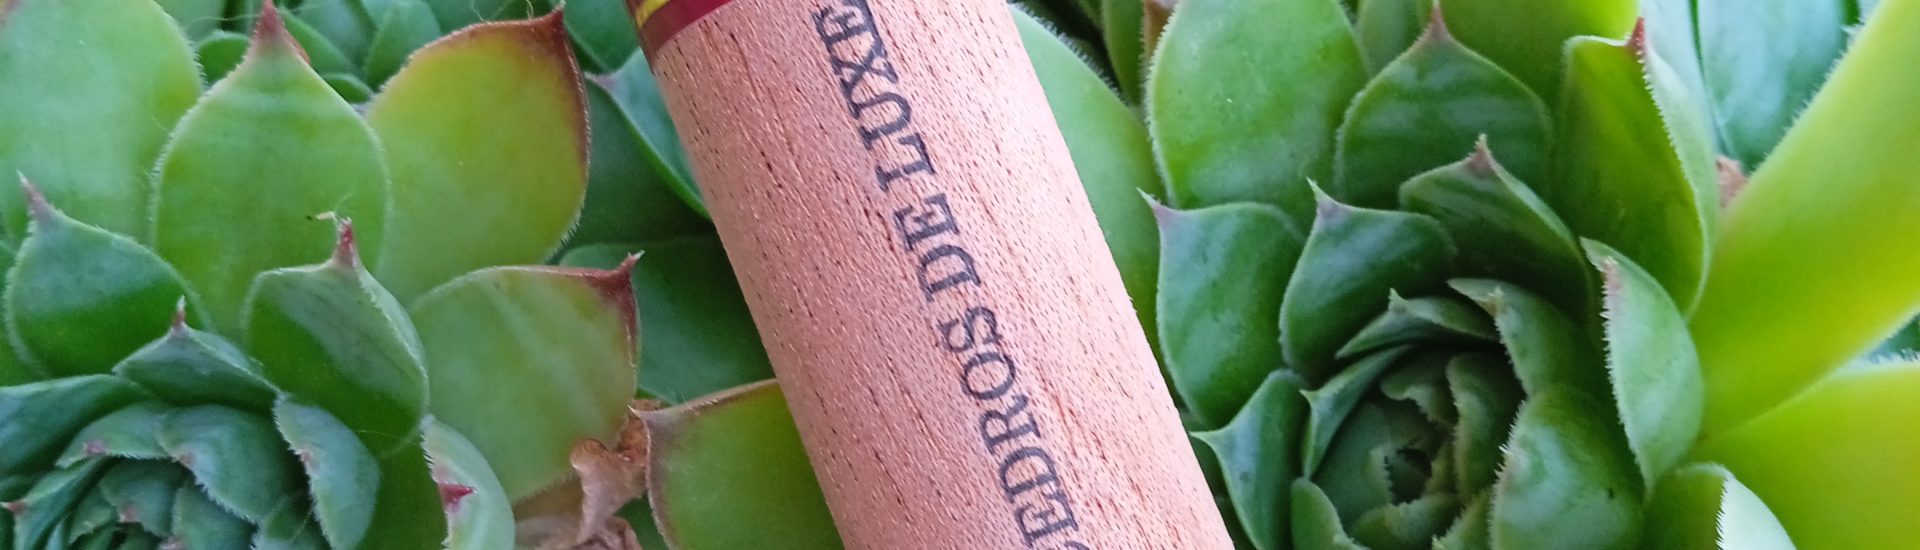 CEDROS DE LUXE